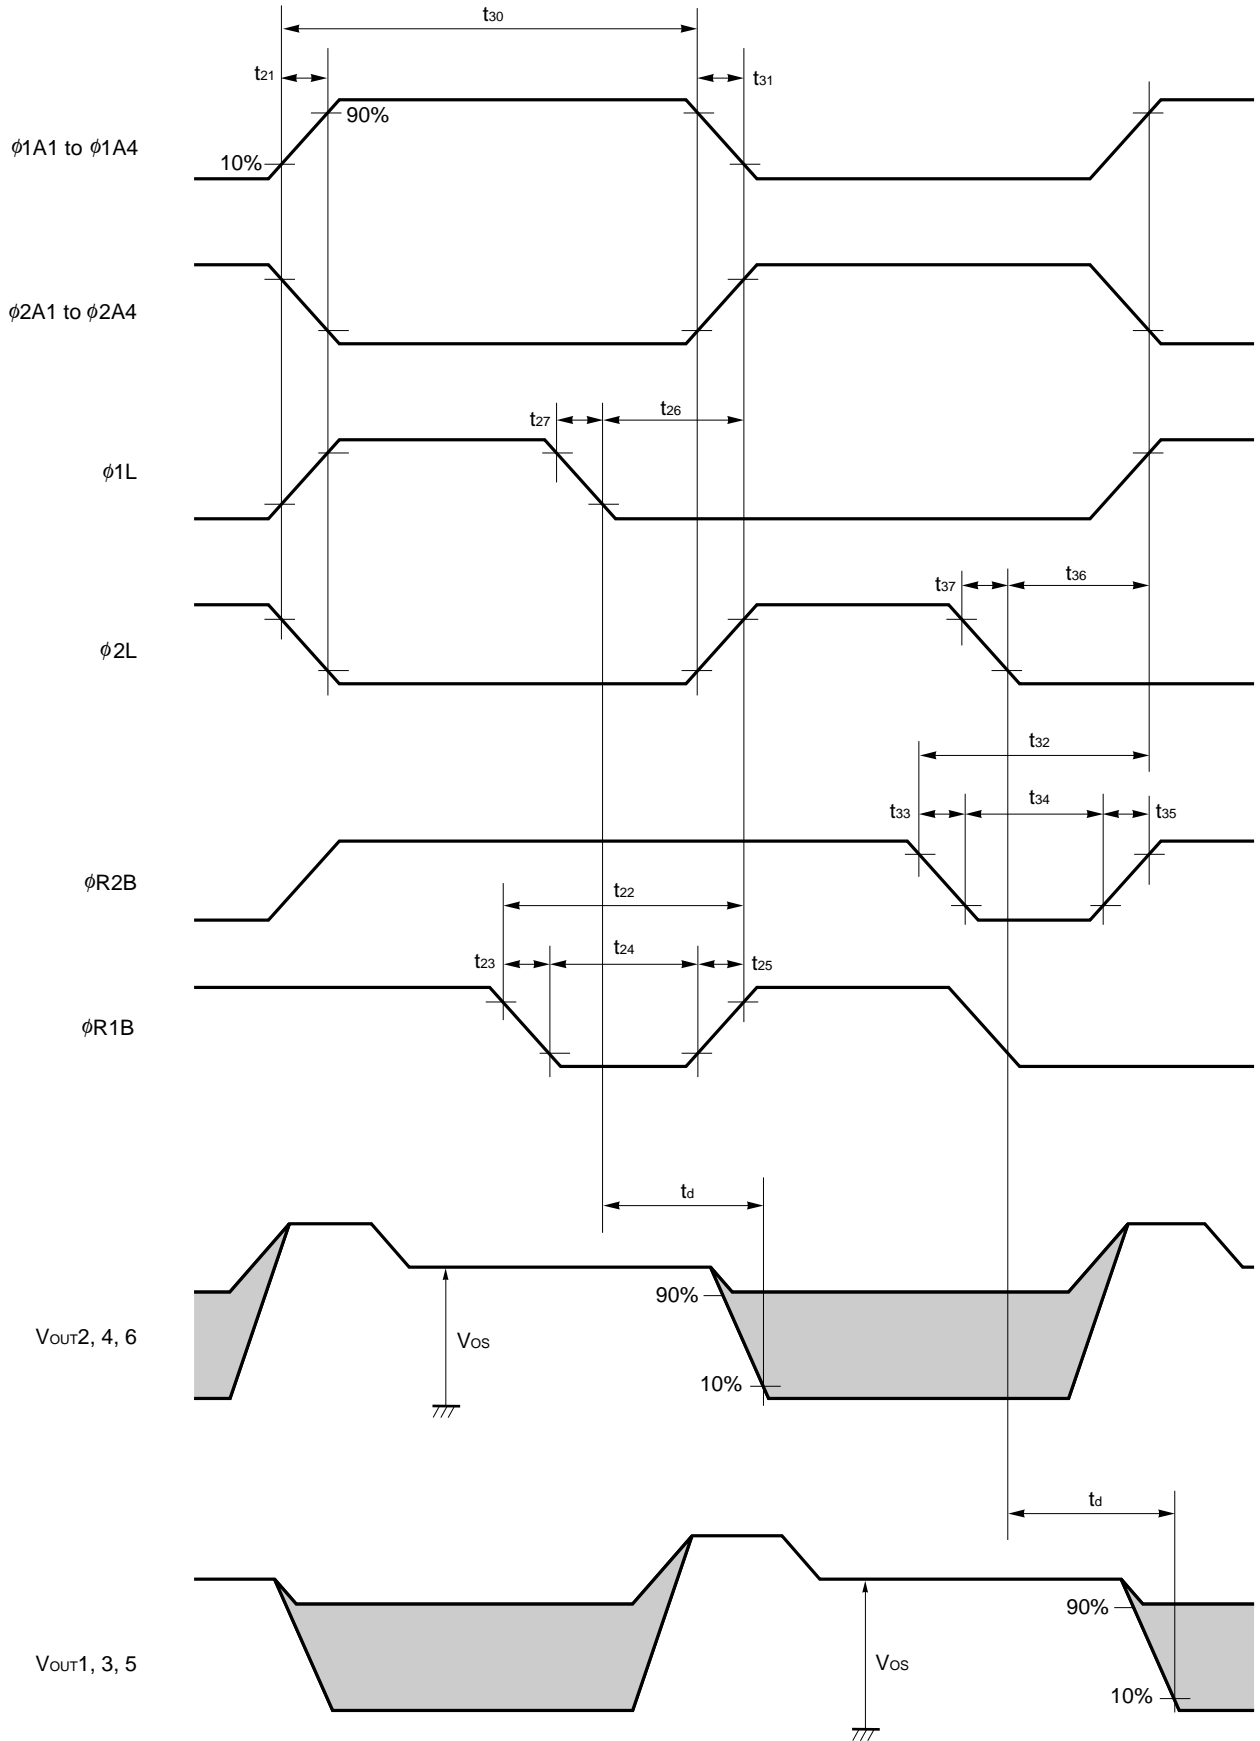 t30
t21
t31
90%
ϕ1A1 to ϕ1A4
10%
ϕ2A1 to ϕ2A4
t27
t26
ϕ1L
t37
t36
ϕ2L
t32
t33
t34
t35
ϕR2B
t22
t23
t24
t25
ϕR1B
td
90%
VOUT2, 4, 6
VOS
10%
td
90%
VOUT1, 3, 5
VOS
10%